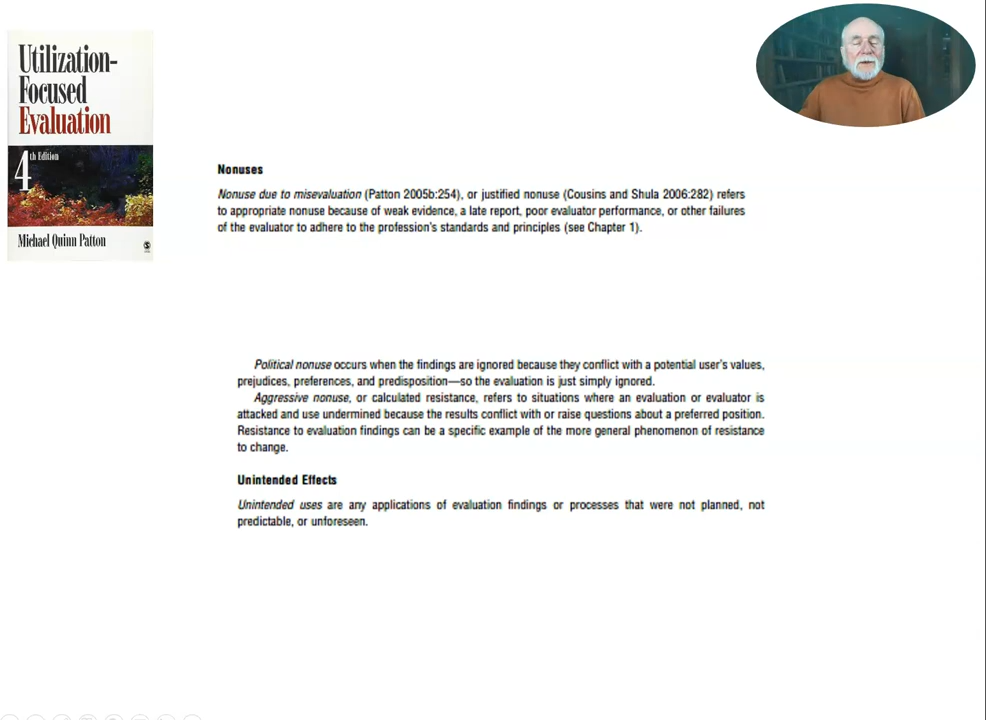 Utilization-
Focused
Evaluation
4th Edition
Michael Quinn Patton
Nonuses
Nonuse due to misevaluation (Patton 2005b:254), or justified nonuse (Cousins and Shula 2006:282) refers
to appropriate nonuse because of weak evidence, a late report, poor evaluator performance, or other failures
of the evaluator to adhere to the profession's standards and principles (see Chapter 1).
Political nonuse occurs when the findings are ignored because they conflict with a potential user's values,
prejudices, preferences, and predisposition—so the evaluation is just simply ignored.
Aggressive nonuse, or calculated resistance, refers to situations where an evaluation or evaluator is
attacked and use undermined because the results conflict with or raise questions about a preferred position.
Resistance to evaluation findings can be a specific example of the more general phenomenon of resistance
to change.
Unintended Effects
Unintended uses are any applications of evaluation findings or processes that were not planned, not
predictable, or unforeseen.